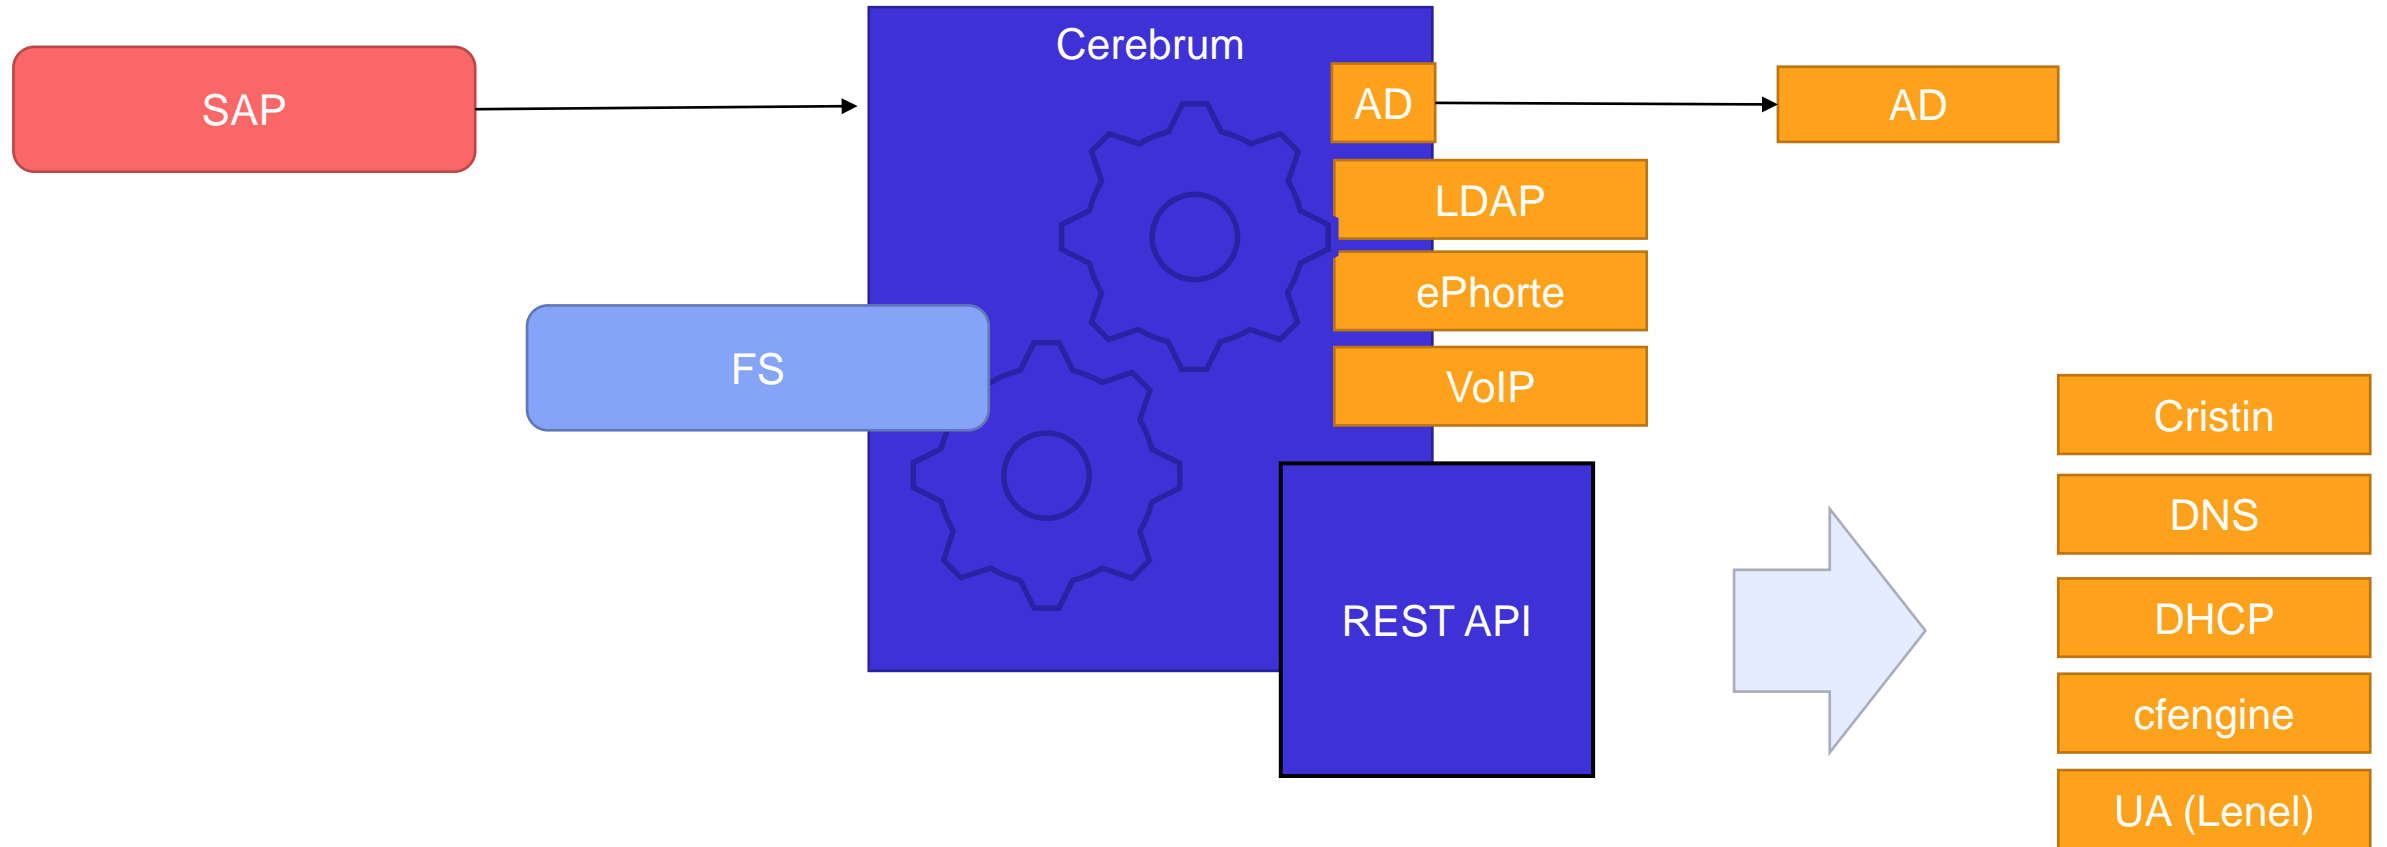 Cerebrum
SAP
AD
AD
LDAP
ePhorte
FS
VoIP
Cristin
DNS
REST API
DHCP
cfengine
UA (Lenel)